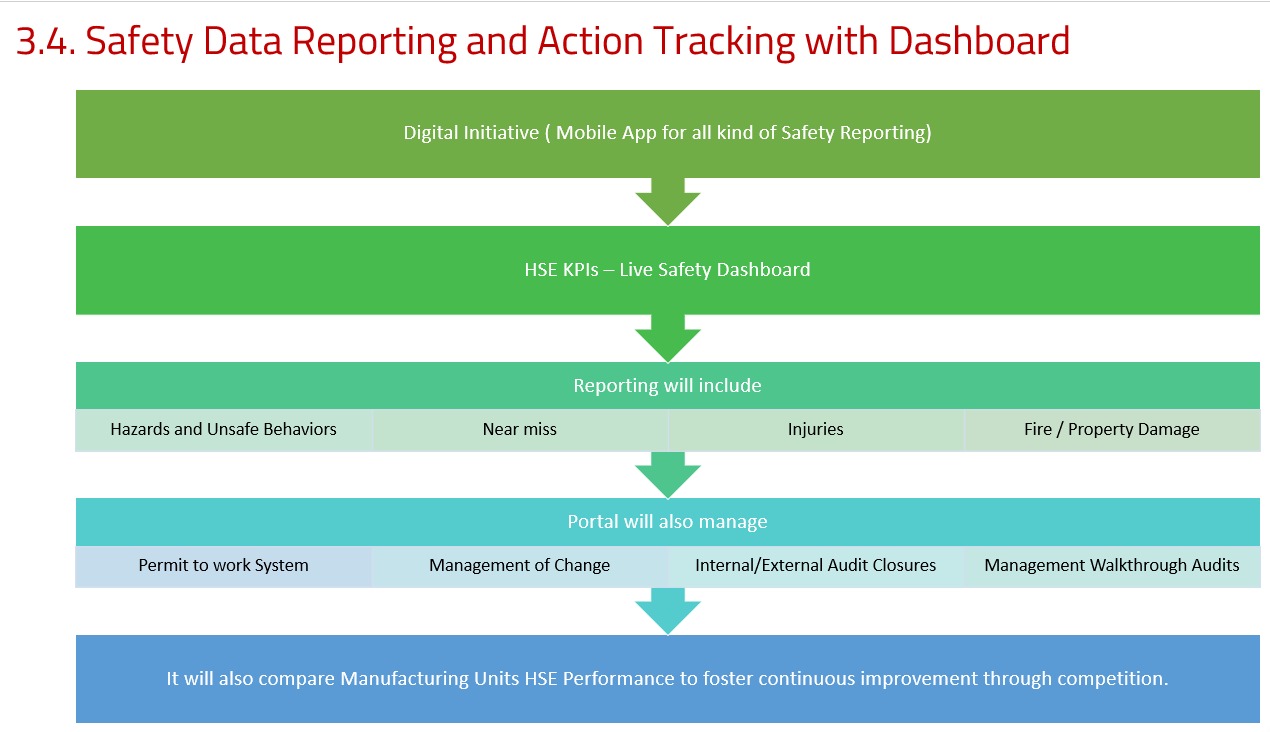 3.4. Safety Data Reporting and Action Tracking with Dashboard
Digital Initiative ( Mobile App for all kind of Safety Reporting)
HSE KPIs – Live Safety Dashboard
Reporting will include
Hazards and Unsafe Behaviors
Near miss
Injuries
Fire / Property Damage
Portal will also manage
Permit to work System
Management of Change
Internal/External Audit Closures
Management Walkthrough Audits
It will also compare Manufacturing Units HSE Performance to foster continuous improvement through competition.